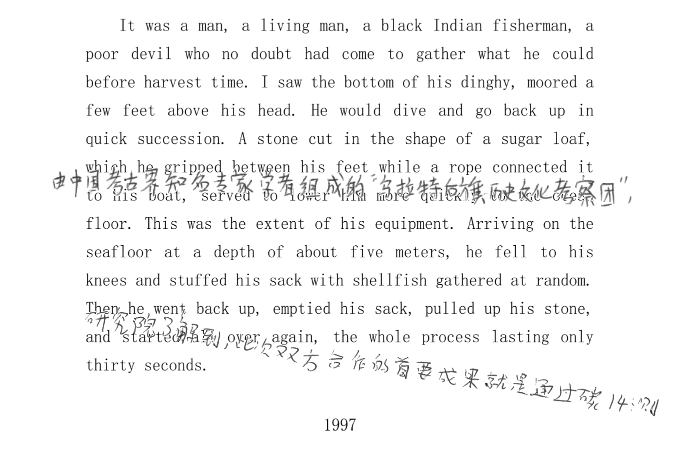 It was a man, a living man, a black Indian fisherman, a
poor devil who no doubt had come to gather what he could
before harvest time. I saw the bottom of his dinghy, moored a
few feet above his head. He would dive and go back up in
quick succession. A stone cut in the shape of a sugar loaf,
which he gripped between his feet while a rope connected it
由中国考古界知名专家学者组成的“乌拉特白旗历史文化考察团”,
to his boat, served to lower him more quickly to the
floor. This was the extent of his equipment. Arriving on the
seafloor at a depth of about five meters, he fell to his
knees and stuffed his sack with shellfish gathered at random.
Then he went back up, emptied his sack, pulled up his stone,
研究院了解到,此次双方合作的首要成果就是通过碳14测
and started over again, the whole process lasting only
thirty seconds.
1997